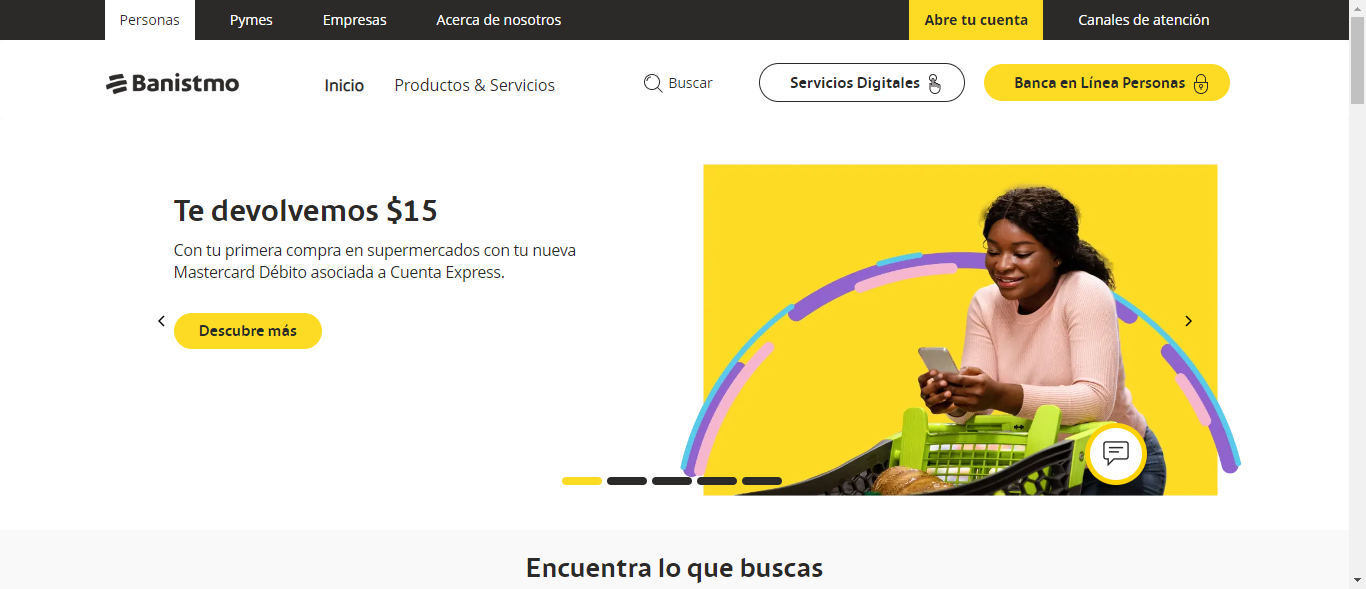 Personas
Pymes
Empresas
Acerca de nosotros
Abre tu cuenta
Canales de atención
Banistmo
Inicio
Productos & Servicios
Buscar
Servicios Digitales
Banca en Línea Personas
Te devolvemos $15
Con tu primera compra en supermercados con tu nueva
Mastercard Débito asociada a Cuenta Express.
Descubre más
Encuentra lo que buscas